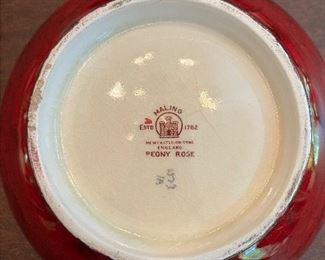 MALING
ESTD 1762
NEWCASTLE-ON-TYNE
ENGLAND
PEONY ROSE